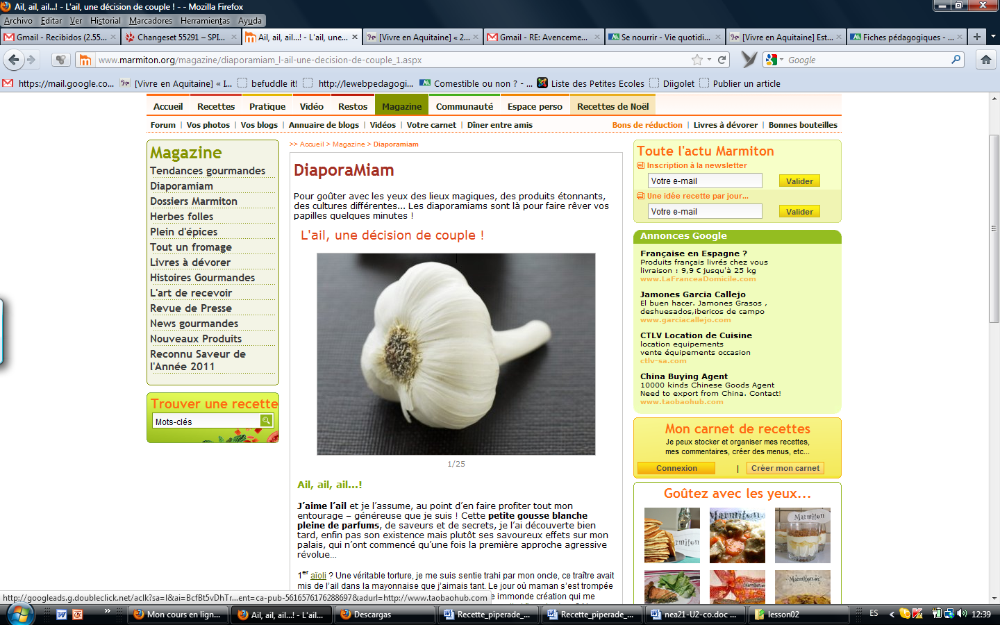 Ail, ail, ail...! - L'ail, une décision de couple ! - - Mozilla Firefox
Archivo Editar Ver Historial Marcadores Herramientas Ayuda
Gmail - Recibidos (2.55... Changeset 55291 – SPI... Ail, ail, ail...! - L'ail, une... [Vivre en Aquitaine] « 2... Gmail - RE: Avenceme... Se nourrir - Vie quotidi... [Vivre en Aquitaine] Est... Fiches pédagogiques - ...
www.marmiton.org/magazine/diaporamiam_l-ail-une-decision-de-couple_1.aspx Google
https://mail.google.co... [Vivre en Aquitaine] « I... befuddle it! http://lewebpedagogi... Comestible ou non ? - ... Liste des Petites Ecoles Diigolet Publier un article
Accueil Recettes Pratique Vidéo Restos Magazine Communauté Espace perso Recettes de Noël
Forum | Vos photos | Vos blogs | Annuaire de blogs | Vidéos | Votre carnet | Dîner entre amis Bons de réduction | Livres à dévorer | Bonnes bouteilles
Magazine
Tendances gourmandes
Diaporamiam
Dossiers Marmiton
Herbes folles
Plein d'épices
Tout un fromage
Livres à dévorer
Histoires Gourmandes
L'art de recevoir
Revue de Presse
News gourmandes
Nouveaux Produits
Reconnu Saveur de
l'Année 2011
Trouver une recette
Mots-clés
>> Accueil > Magazine > Diaporamiam
DiaporaMiam
Pour goûter avec les yeux des lieux magiques, des produits étonnants,
des cultures différentes... Les diaporamiams sont là pour faire rêver vos
papilles quelques minutes !
L'ail, une décision de couple !
1/25
Ail, ail, ail...!
J’aime l’ail et je l’assume, au point d’en faire profiter tout mon
entourage – généreuse que je suis ! Cette petite gousse blanche
pleine de parfums, de saveurs et de secrets, je l’ai découverte bien
tard, enfin pas son existence mais plutôt ses savoureux effets sur mon
palais, qui n’ont commencé qu’une fois la première approche agressive
révolue…
1er aïoli ? Une véritable torture, je me suis sentie trahi par mon oncle, ce traître avait
mis de l’ail dans la mayonnaise que j’aimais tant. Le jour où maman s’est trompée
e immonde création qui me
Toute l'actu Marmiton
Inscription à la newsletter
Votre e-mail Valider
Une idée recette par jour...
Votre e-mail Valider
Annonces Google
Française en Espagne ?
Produits français livrés chez vous
livraison : 9,9 € jusqu'à 25 kg
www.LaFranceaDomicile.com
Jamones Garcia Callejo
El buen hacer. Jamones Grasos ,
deshuesados,ibericos de campo
www.garciacallejo.com
CTLV Location de Cuisine
location equipements
vente équipements occasion
ctlv-sa.com
China Buying Agent
10000 kinds Chinese Goods Agent
Need to export from China. Contact!
www.taobaohub.com
Mon carnet de recettes
Je peux stocker et organiser mes recettes,
mes commentaires, créer des menus, etc...
Connexion | Créer mon carnet
Goûtez avec les yeux...
Marmiton
Marmiton
Marmiton
http://googleads.g.doubleclick.net/aclk?sa=l&ai=BcfBt5vDhTr...ent=ca-pub-5616576176288697&adurl=http://www.taobaohub.com
Mon cours en lign... Ail, ail, ail...! - L'ail... Descargas Recette_piperade_... Recette_piperade_... nea21-U2-co.doc ... lesson02 ES 12:39